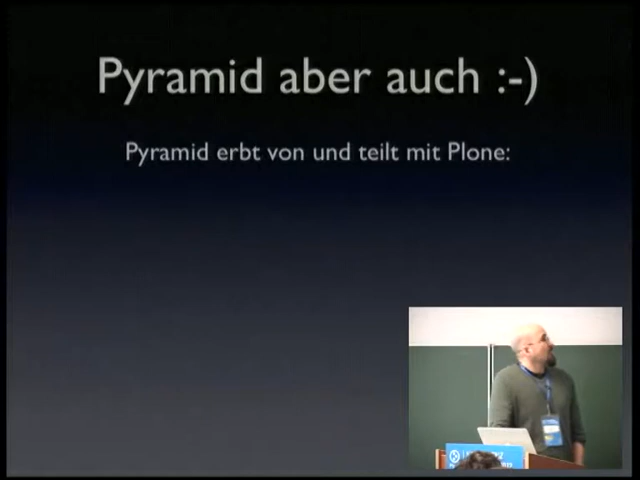 Pyramid aber auch :-)
Pyramid erbt von und teilt mit Plone: